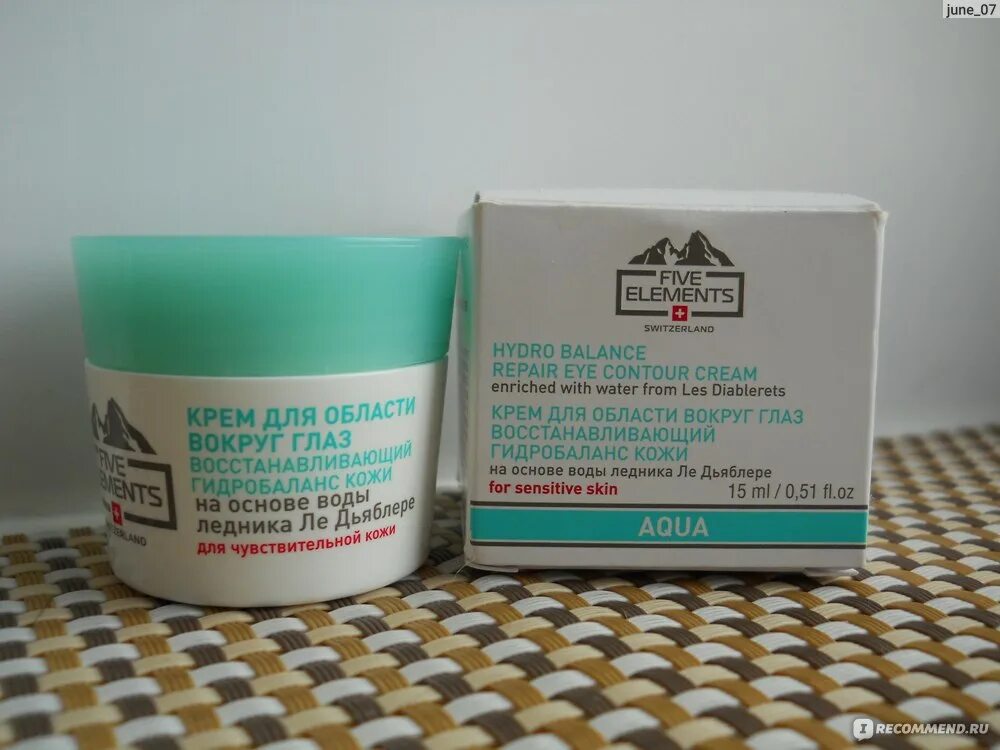 june_07
КРЕМ ДЛЯ ОБЛАСТИ
ВОКРУГ ГЛАЗ
ВОССТАНАВЛИВАЮЩИЙ
ГИДРОБАЛАНС КОЖИ
на основе воды
ледника Ле Дьяблере
для чувствительной кожи
FIVE
ELEMENTS
SWITZERLAND
HYDRO BALANCE
REPAIR EYE CONTOUR CREAM
enriched with water from Les Diablerets
КРЕМ ДЛЯ ОБЛАСТИ ВОКРУГ ГЛАЗ
ВОССТАНАВЛИВАЮЩИЙ
ГИДРОБАЛАНС КОЖИ
на основе воды ледника Ле Дьяблере
for sensitive skin 15 ml / 0,51 fl.oz
AQUA
IRECOMMEND.RU